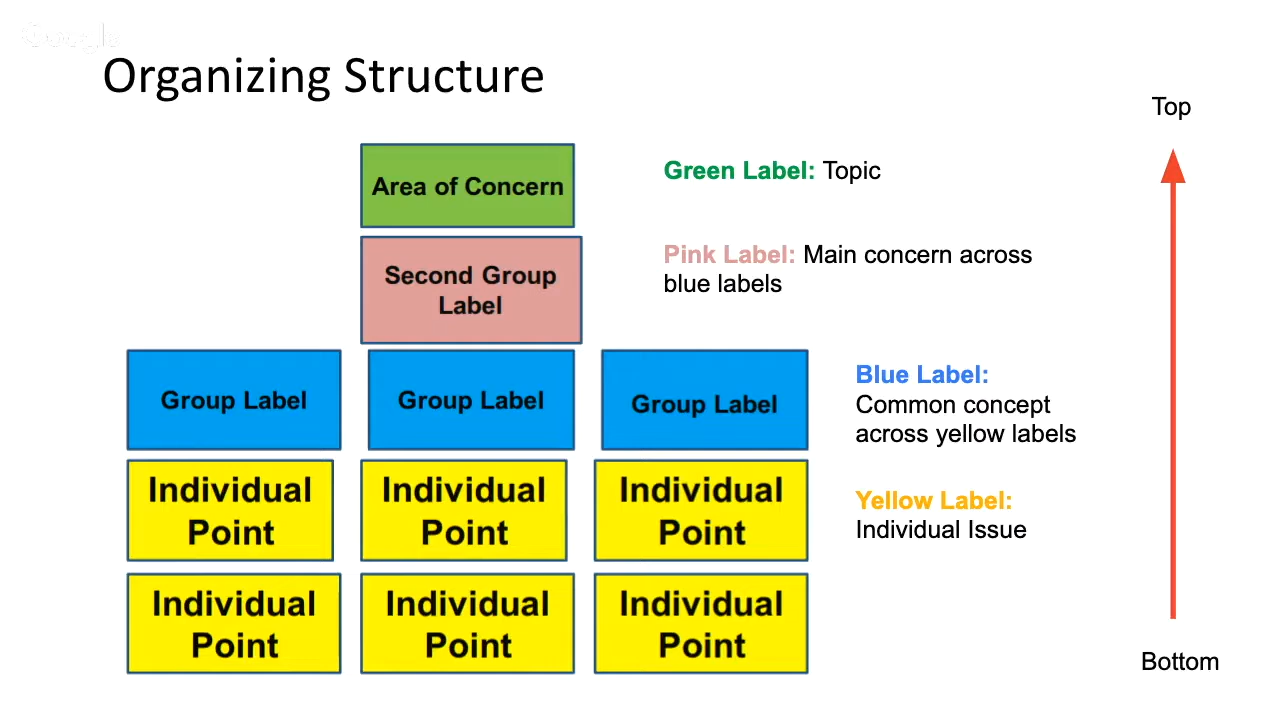 Google
Organizing Structure
Top
Area of Concern
Green Label: Topic
Second Group
Label
Pink Label: Main concern across
blue labels
Group Label
Group Label
Group Label
Blue Label:
Common concept
across yellow labels
Individual
Point
Individual
Point
Individual
Point
Yellow Label:
Individual Issue
Individual
Point
Individual
Point
Individual
Point
Bottom